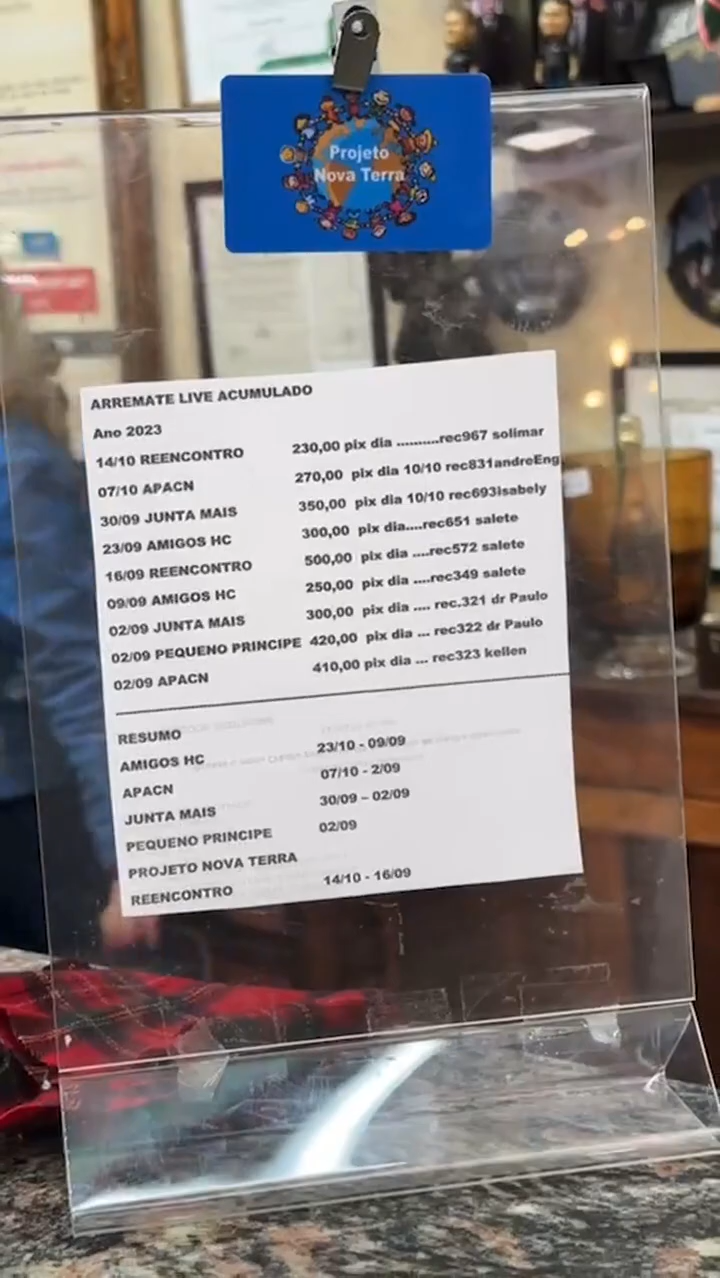 Projeto
Nova Terra
ARREMATE LIVE ACUMULADO
Ano 2023
14/10 REENCONTRO 230,00 pix dia ..........rec967 solimar
07/10 APACN 270,00 pix dia 10/10 rec831andreEng
30/09 JUNTA MAIS 350,00 pix dia 10/10 rec693isabely
23/09 AMIGOS HC 300,00 pix dia....rec651 salete
16/09 REENCONTRO 500,00 pix dia ....rec572 salete
09/09 AMIGOS HC 250,00 pix dia ....rec349 salete
02/09 JUNTA MAIS 300,00 pix dia .... rec.321 dr Paulo
02/09 PEQUENO PRINCIPE 420,00 pix dia ... rec322 dr Paulo
02/09 APACN 410,00 pix dia ... rec323 kellen
RESUMO
AMIGOS HC 23/10 - 09/09
APACN 07/10 - 2/09
JUNTA MAIS 30/09 – 02/09
PEQUENO PRINCIPE 02/09
PROJETO NOVA TERRA
REENCONTRO 14/10 - 16/09